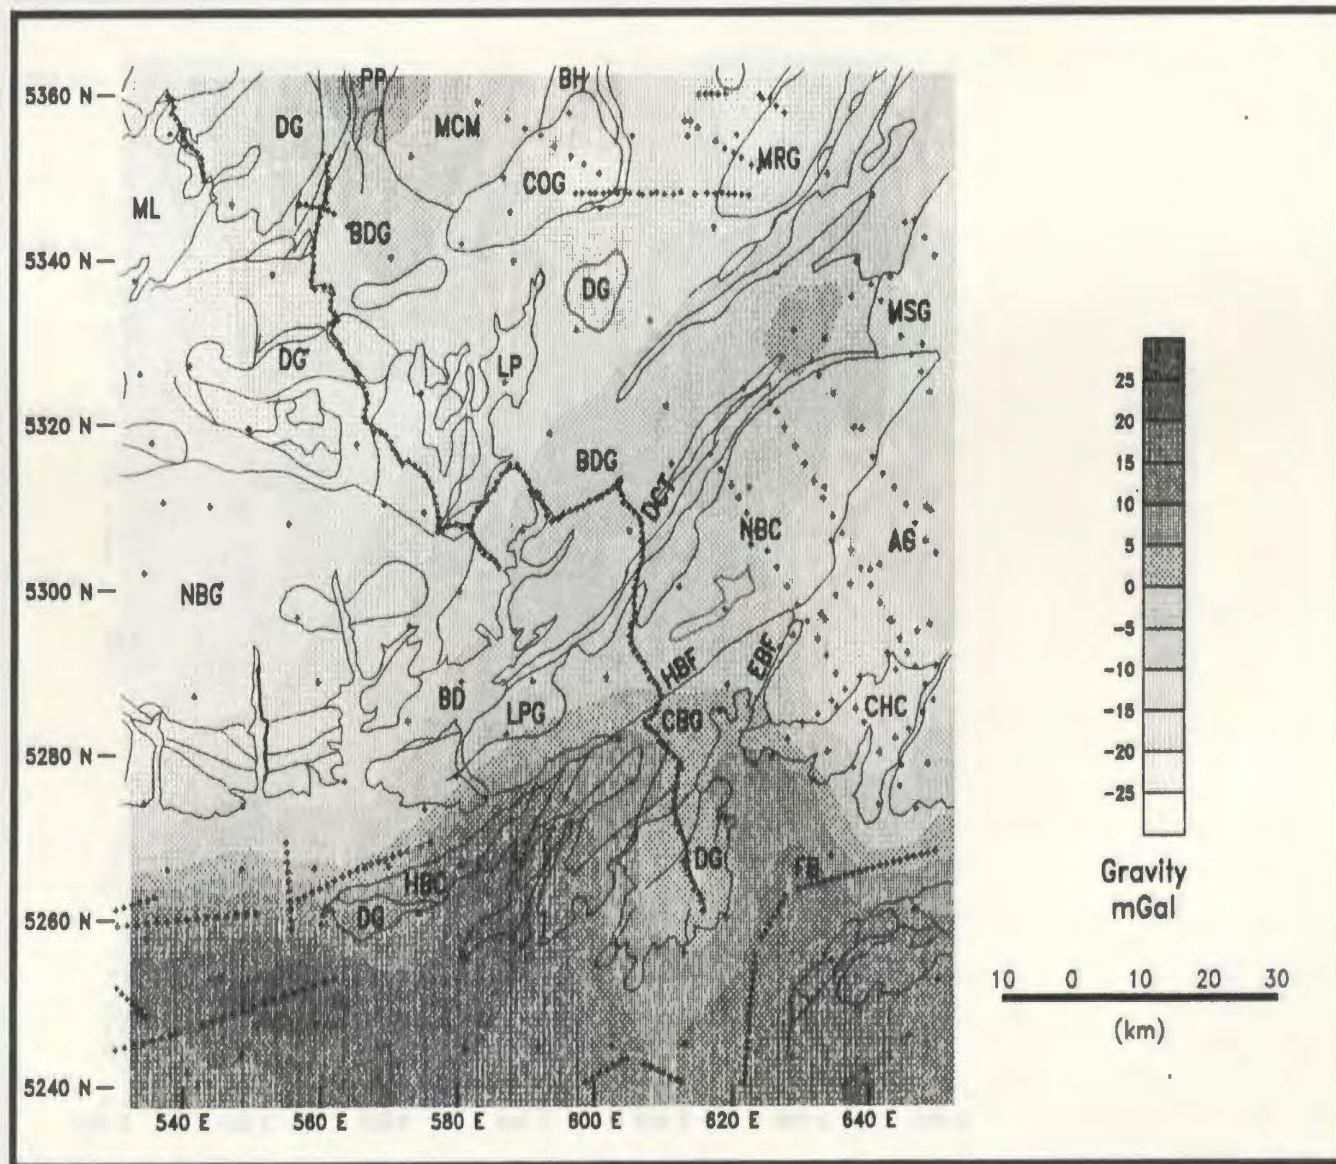 PP
BH
5360 N
DG
MCM
MRG
COG
ML
BDG
5340 N
DG
MSG
DG
LP
25
5320 N
20
BDG
15
DCT
10
NBC
AG
5
0
5300 N
NBG
-5
HBF
EBF
-10
BD
LPG
CBG
CHC
-15
5280 N
-20
-25
DG
FB
Gravity
HBC
mGal
5260 N
DG
10 0 10 20 30
(km)
5240 N
540 E 560 E 580 E 600 E 620 E 640 E